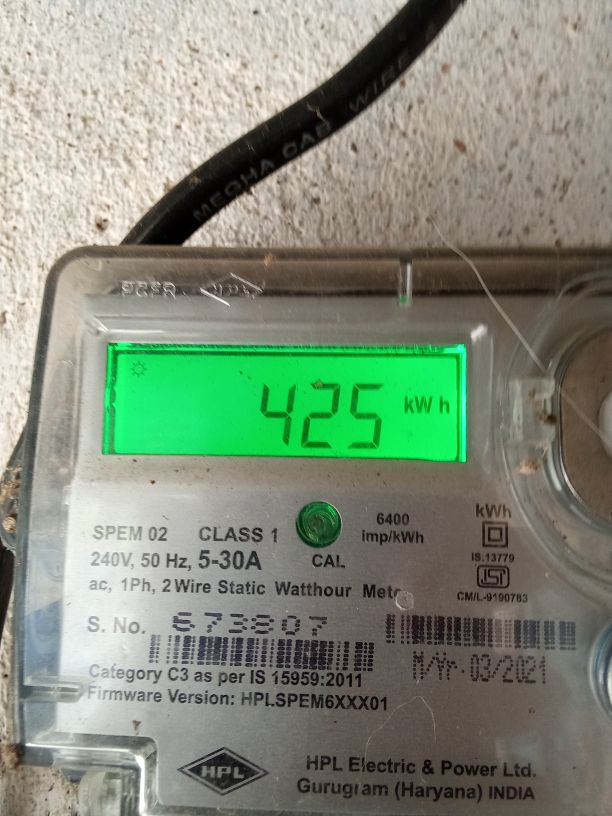 MEGHA CAB WIRE
425 kWh
SPEM 02 CLASS 1
6400
imp/kWh
kWh
240V, 50 Hz, 5-30A
CAL
IS.13779
ac, 1Ph, 2 Wire Static Watthour Meter
ISI
CM/L-9190783
S. No. 673807
M/Yr.03/2021
Category C3 as per IS 15959:2011
Firmware Version: HPLSPEM6XXX01
HPL
HPL Electric & Power Ltd.
Gurugram (Haryana) INDIA